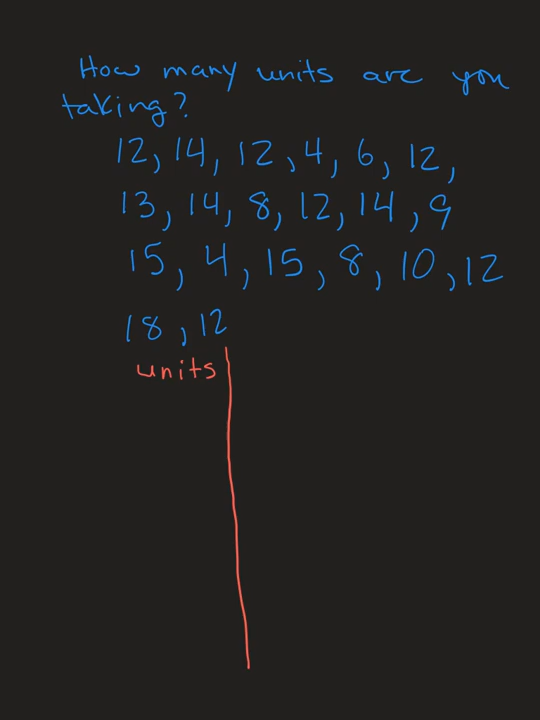 How many units are you
taking?
12, 14, 12, 4, 6, 12,
13, 14, 8, 12, 14, 9
15, 4, 15, 8, 10, 12
18, 12
units